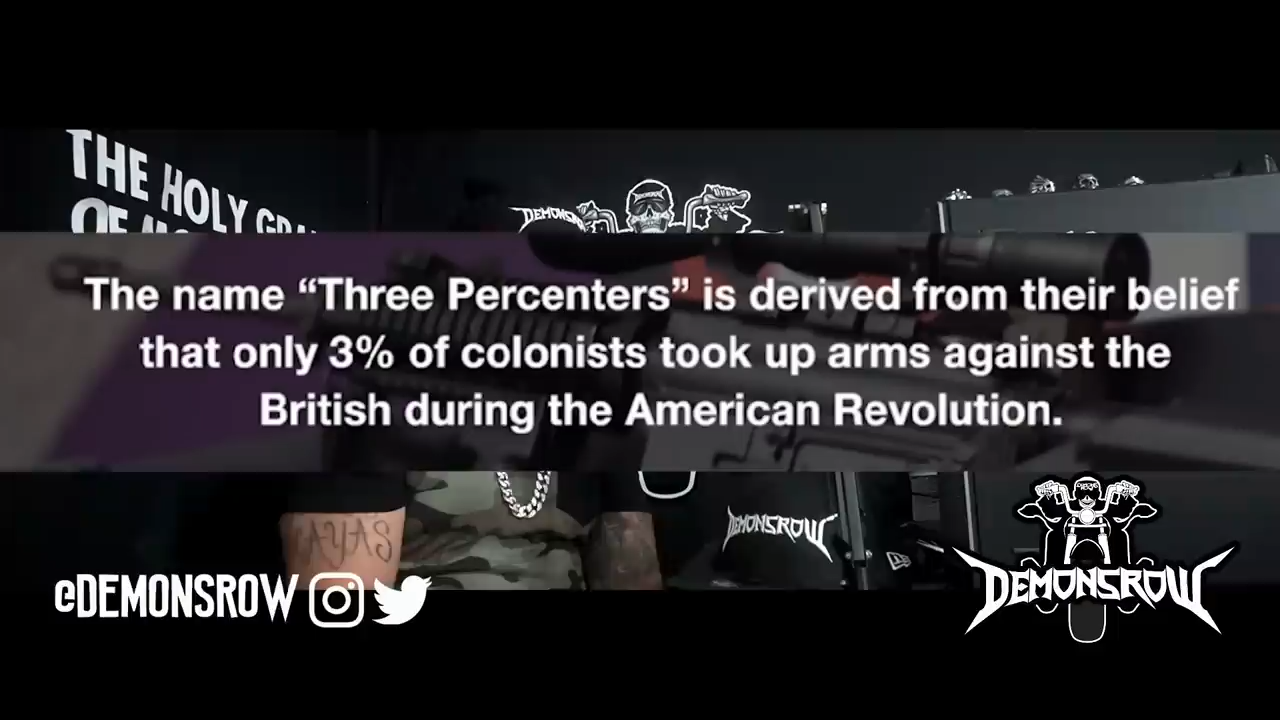 THE HOLY
DEMONSROW
The name “Three Percenters” is derived from their belief
that only 3% of colonists took up arms against the
British during the American Revolution.
AYAS
DEMONSROW
@DEMONSROW
DEMONSROW